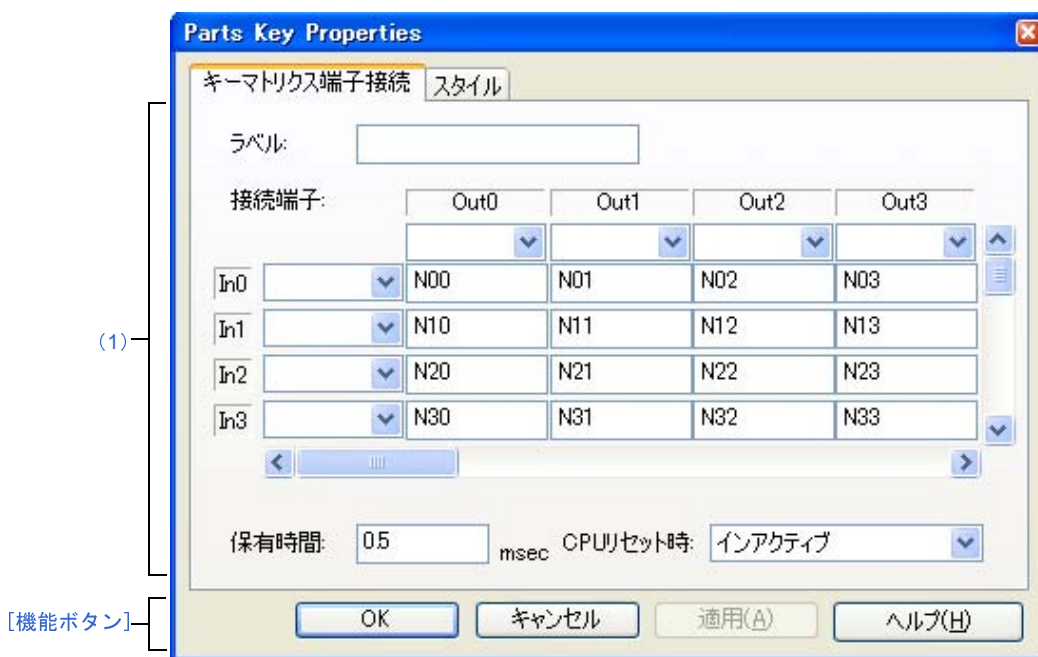 Parts Key Properties
キーマトリクス端子接続 スタイル
ラベル:
接続端子: Out0 Out1 Out2 Out3
In0 N00 N01 N02 N03
(1)
In1 N10 N11 N12 N13
In2 N20 N21 N22 N23
In3 N30 N31 N32 N33
保有時間: 0.5 msec CPUリセット時: インアクティブ
[機能ボタン]
OK キャンセル 適用(A) ヘルプ(H)